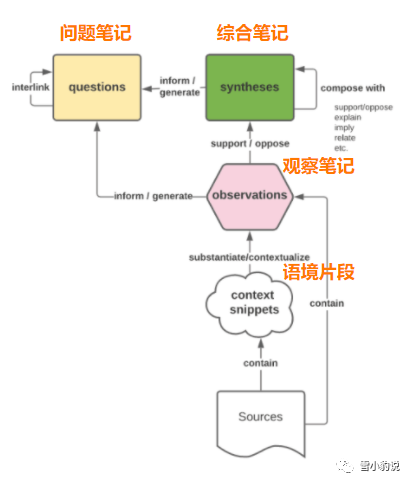 问题笔记
综合笔记
interlink
questions
inform /
generate
syntheses
compose with
support/oppose
explain
imply
relate
etc.
support / oppose
观察笔记
inform / generate
observations
substantiate/contextualize
语境片段
context
snippets
contain
contain
Sources
雪小豹说